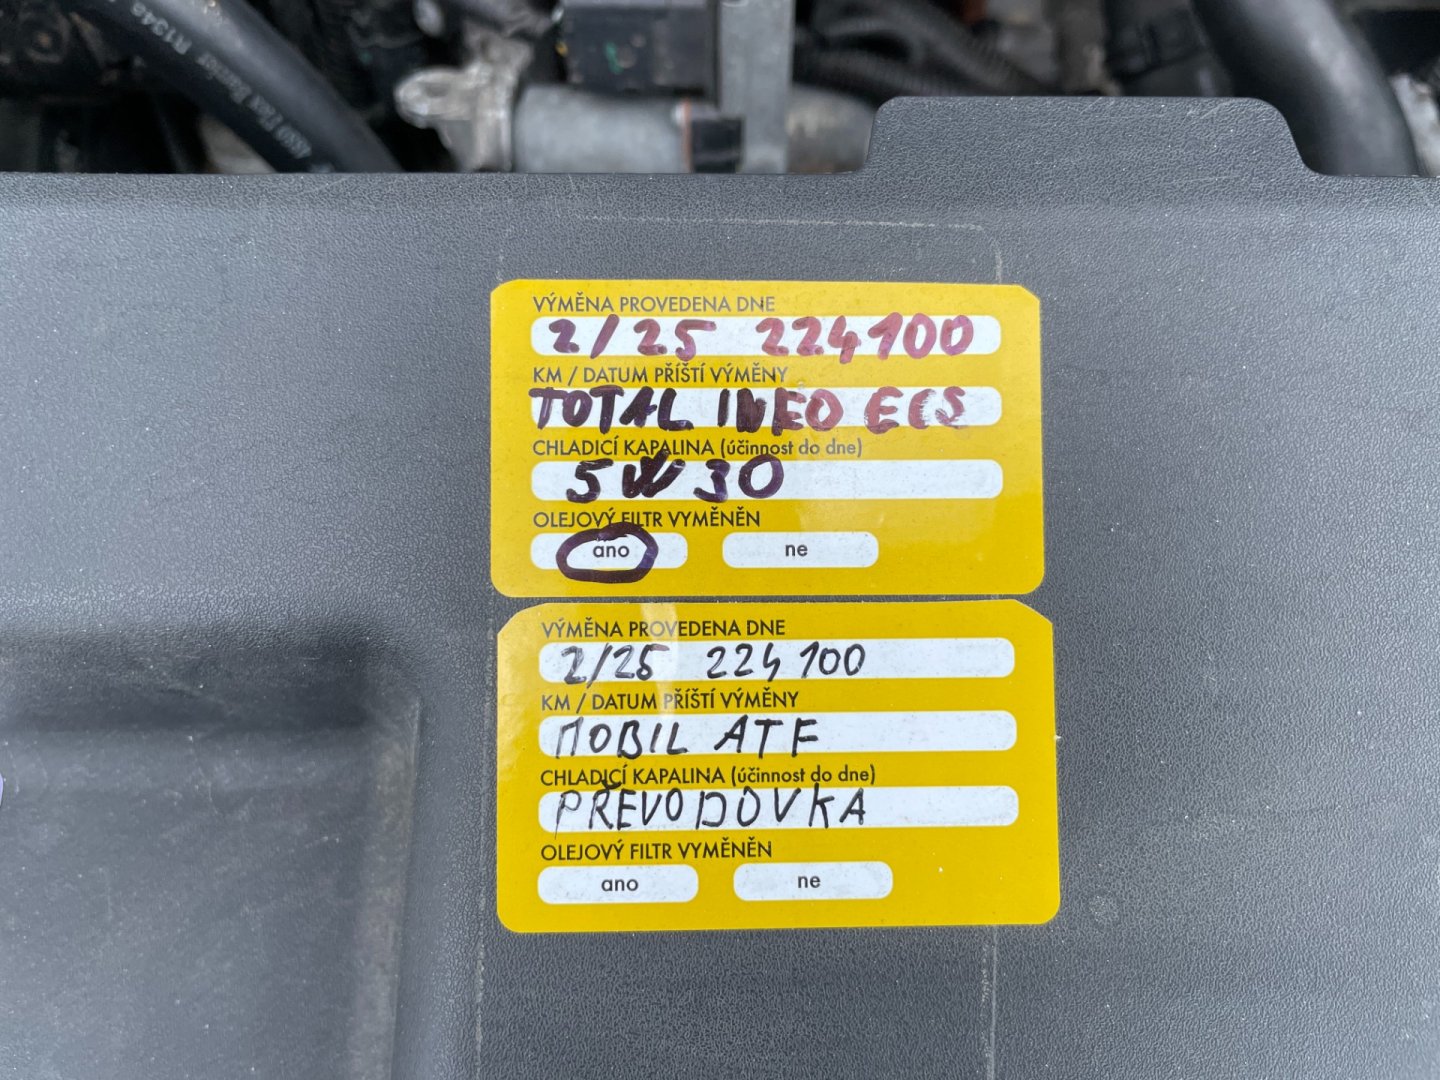 VÝMĚNA PROVEDENA DNE
2/25 224100
KM / DATUM PŘÍŠTÍ VÝMĚNY
TOTAL INEO ECS
CHLADICÍ KAPALINA (účinnost do dne)
5W30
OLEJOVÝ FILTR VYMĚNĚN
ano ne
VÝMĚNA PROVEDENA DNE
2/25 224100
KM / DATUM PŘÍŠTÍ VÝMĚNY
MOBIL ATF
CHLADICÍ KAPALINA (účinnost do dne)
PŘEVODOVKA
OLEJOVÝ FILTR VYMĚNĚN
ano ne